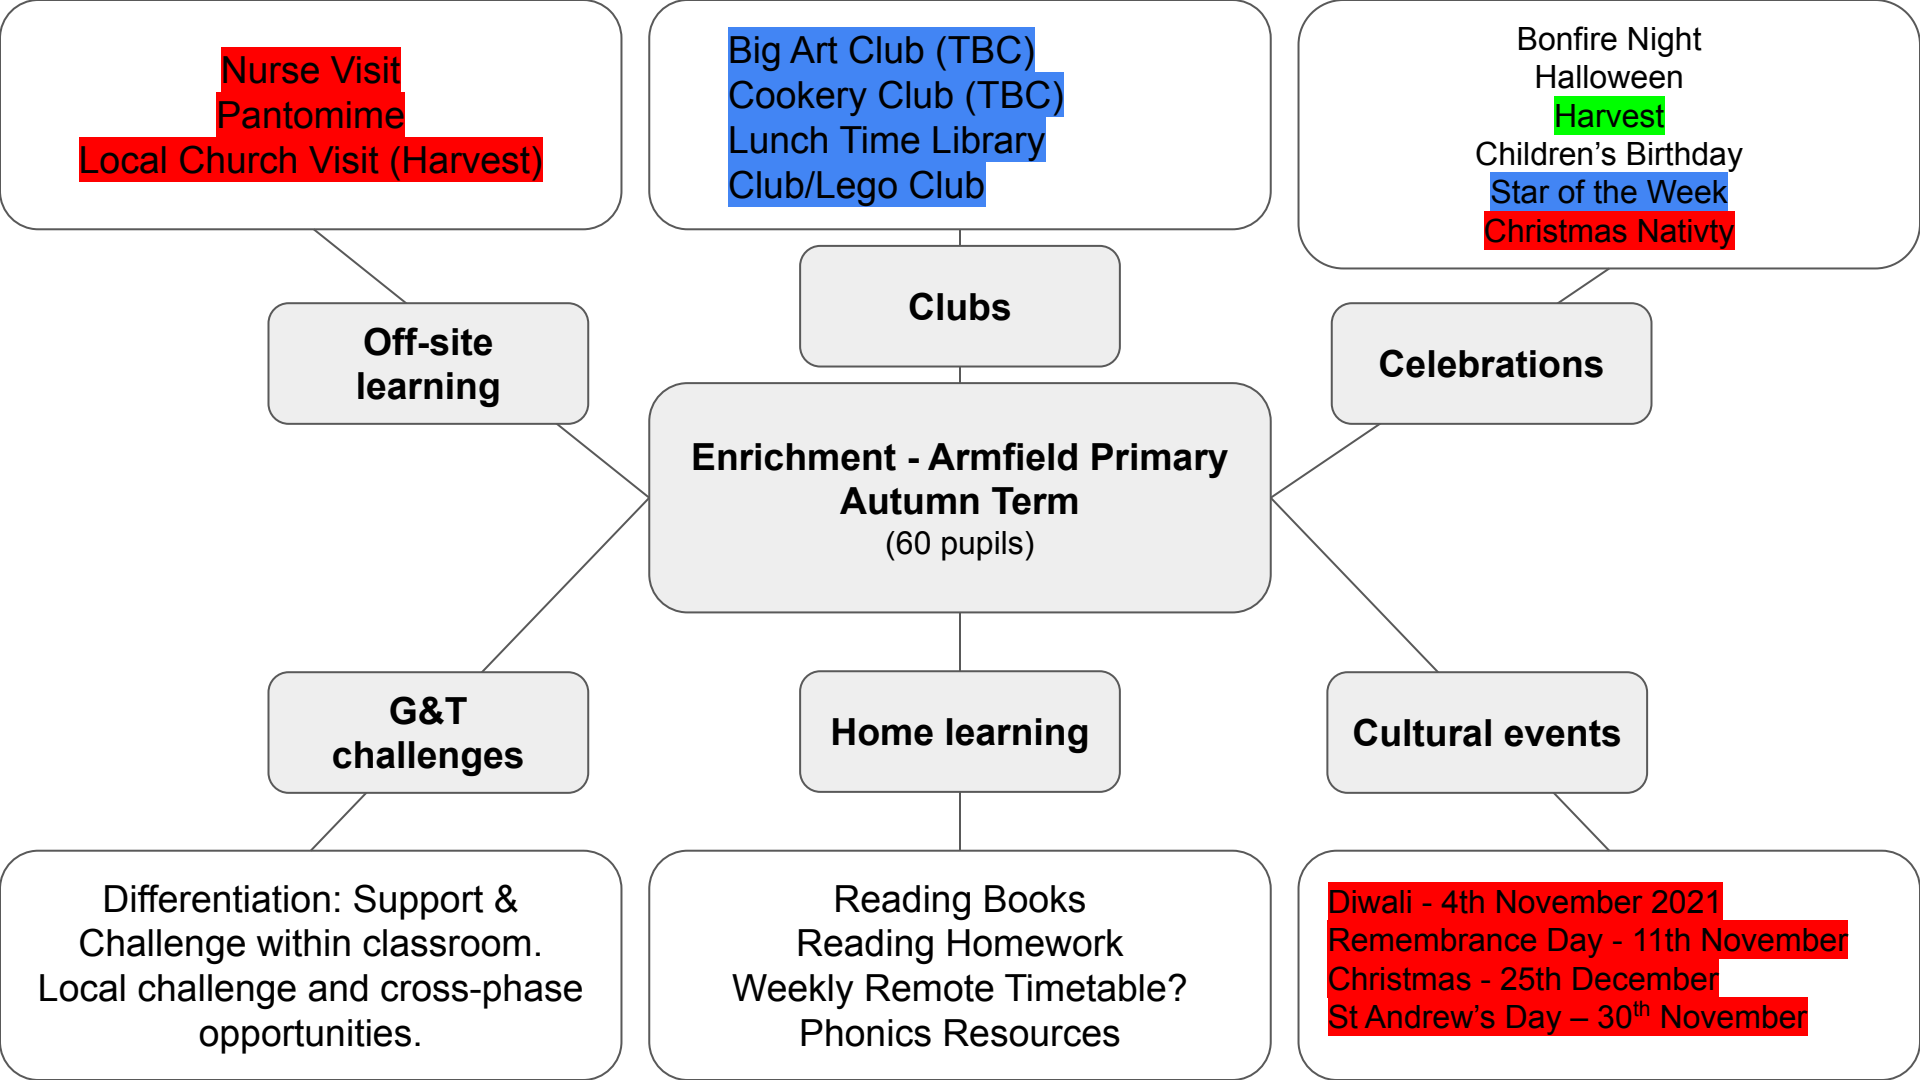 Nurse Visit
Pantomime
Local Church Visit (Harvest)
Big Art Club (TBC)
Cookery Club (TBC)
Lunch Time Library
Club/Lego Club
Bonfire Night
Halloween
Harvest
Children’s Birthday
Star of the Week
Christmas Nativty
Off-site
learning
Clubs
Celebrations
Enrichment - Armfield Primary
Autumn Term
(60 pupils)
G&T
challenges
Home learning
Cultural events
Differentiation: Support &
Challenge within classroom.
Local challenge and cross-phase
opportunities.
Reading Books
Reading Homework
Weekly Remote Timetable?
Phonics Resources
Diwali - 4th November 2021
Remembrance Day - 11th November
Christmas - 25th December
St Andrew’s Day – 30th November